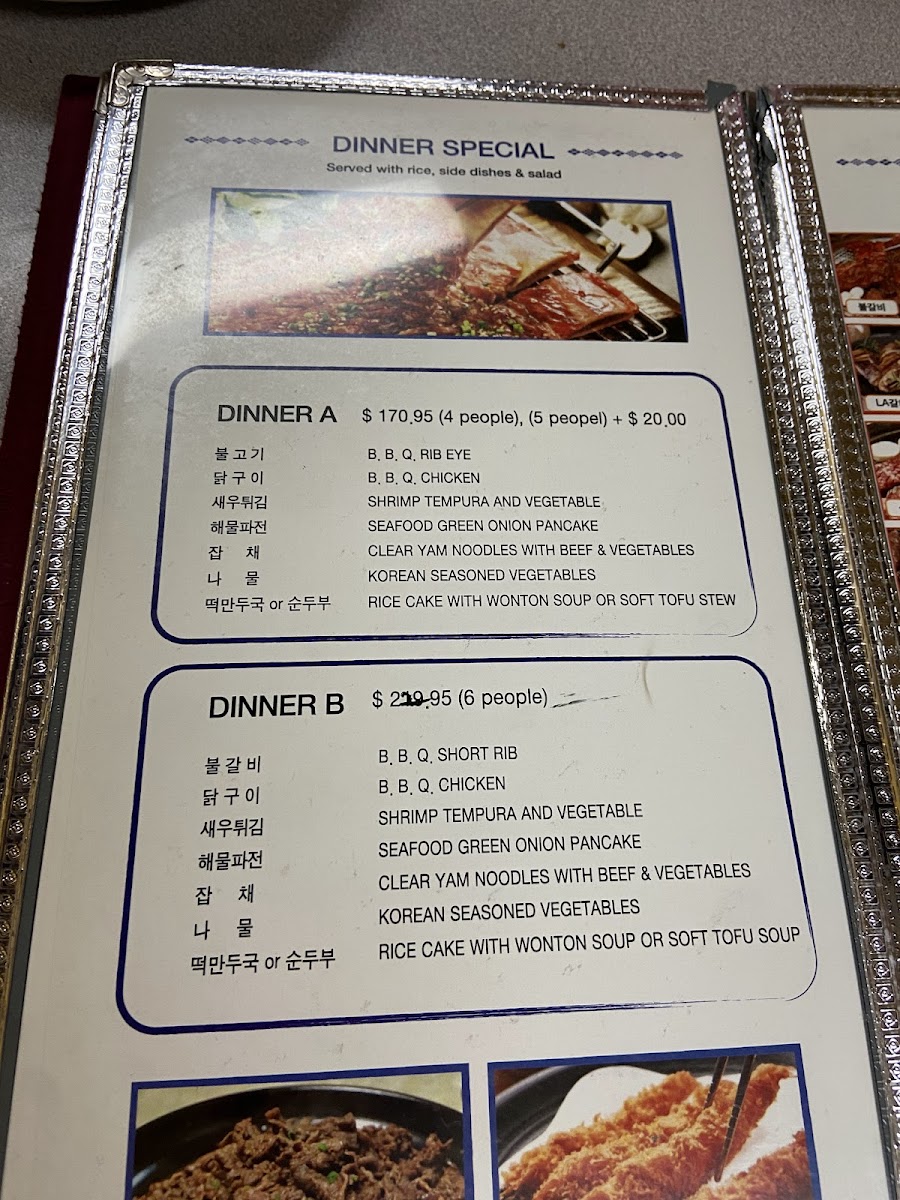 DINNER SPECIAL
Served with rice, side dishes & salad
DINNER A $ 170.95 (4 people), (5 peopel) + $ 20.00
불고기 B. B. Q. RIB EYE
닭구이 B. B. Q. CHICKEN
새우튀김 SHRIMP TEMPURA AND VEGETABLE
해물파전 SEAFOOD GREEN ONION PANCAKE
잡 채 CLEAR YAM NOODLES WITH BEEF & VEGETABLES
나 물 KOREAN SEASONED VEGETABLES
떡만두국 or 순두부 RICE CAKE WITH WONTON SOUP OR SOFT TOFU STEW
DINNER B (6 people)
불갈비 B. B. Q. SHORT RIB
닭구이 B. B. Q. CHICKEN
새우튀김 SHRIMP TEMPURA AND VEGETABLE
해물파전 SEAFOOD GREEN ONION PANCAKE
잡 채 CLEAR YAM NOODLES WITH BEEF & VEGETABLES
나 물 KOREAN SEASONED VEGETABLES
떡만두국 or 순두부 RICE CAKE WITH WONTON SOUP OR SOFT TOFU SOUP
불갈비